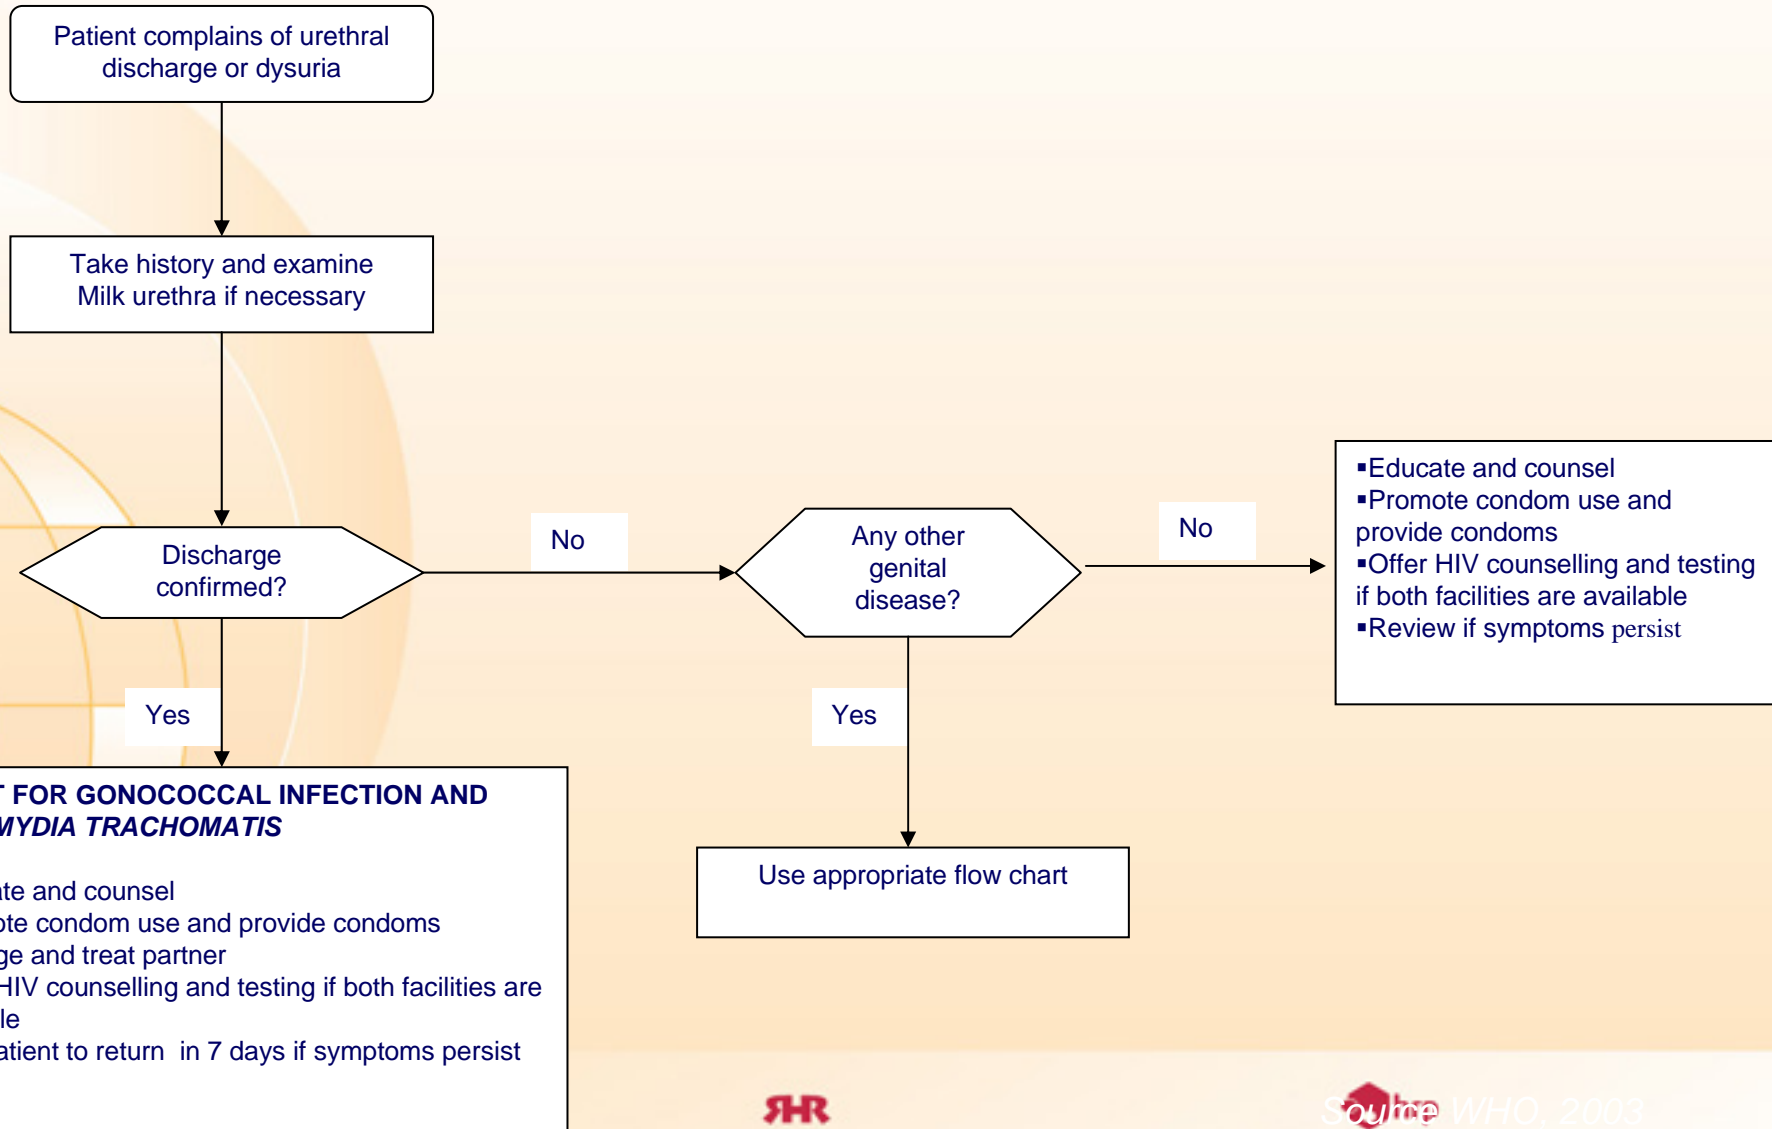 Patient complains of urethral
discharge or dysuria
Take history and examine
Milk urethra if necessary
Discharge
confirmed?
No
Any other
genital
disease?
No
▪Educate and counsel
▪Promote condom use and
provide condoms
▪Offer HIV counselling and testing
if both facilities are available
▪Review if symptoms persist
Yes
Yes
T FOR GONOCOCCAL INFECTION AND
MYDIA TRACHOMATIS
ate and counsel
ote condom use and provide condoms
ge and treat partner
HIV counselling and testing if both facilities are
le
atient to return in 7 days if symptoms persist
Use appropriate flow chart
RHR
Source WHO, 2003